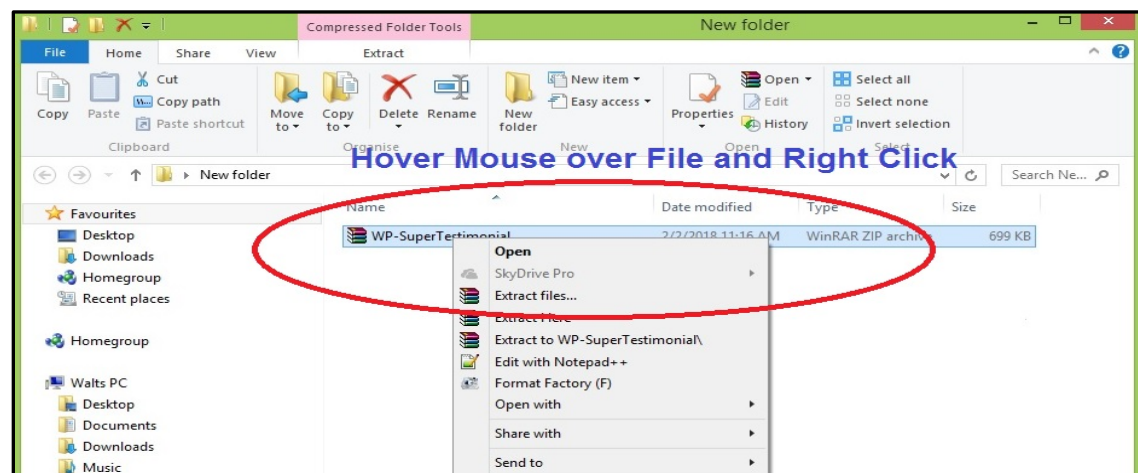 Compressed Folder Tools
New folder
File Home Share View Extract
Copy
Paste
Cut
Copy path
Paste shortcut
Clipboard
Move to
Copy to
Delete
Rename
Organise
New folder
New item
Easy access
New
Properties
Open
Edit
History
Open
Select all
Select none
Invert selection
Select
Hover Mouse over File and Right Click
New folder
Search Ne...
Name Date modified Type Size
WP-SuperTestimonial 2/2/2018 11:16 AM WinRAR ZIP archive 699 KB
Favourites
Desktop
Downloads
Homegroup
Recent places
Homegroup
Walts PC
Desktop
Documents
Downloads
Music
Open
SkyDrive Pro
Extract files...
Extract Here
Extract to WP-SuperTestimonial\
Edit with Notepad++
Format Factory (F)
Open with
Share with
Send to